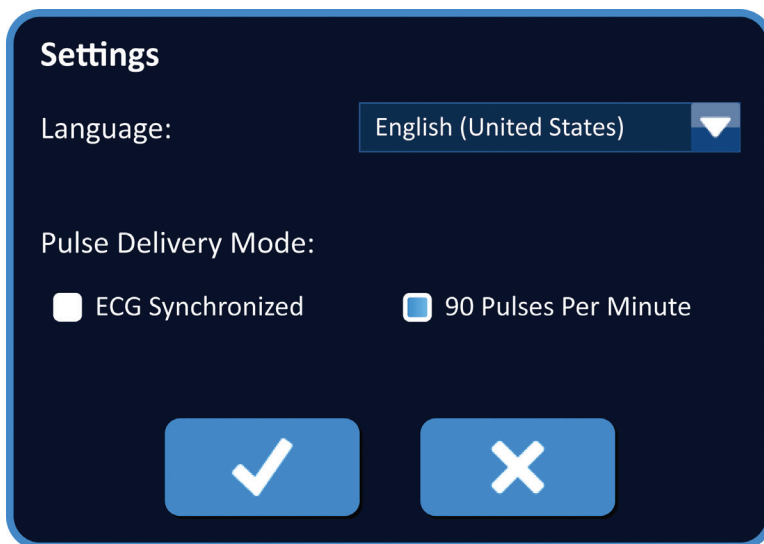 Settings
Language: English (United States)
Pulse Delivery Mode:
ECG Synchronized 90 Pulses Per Minute